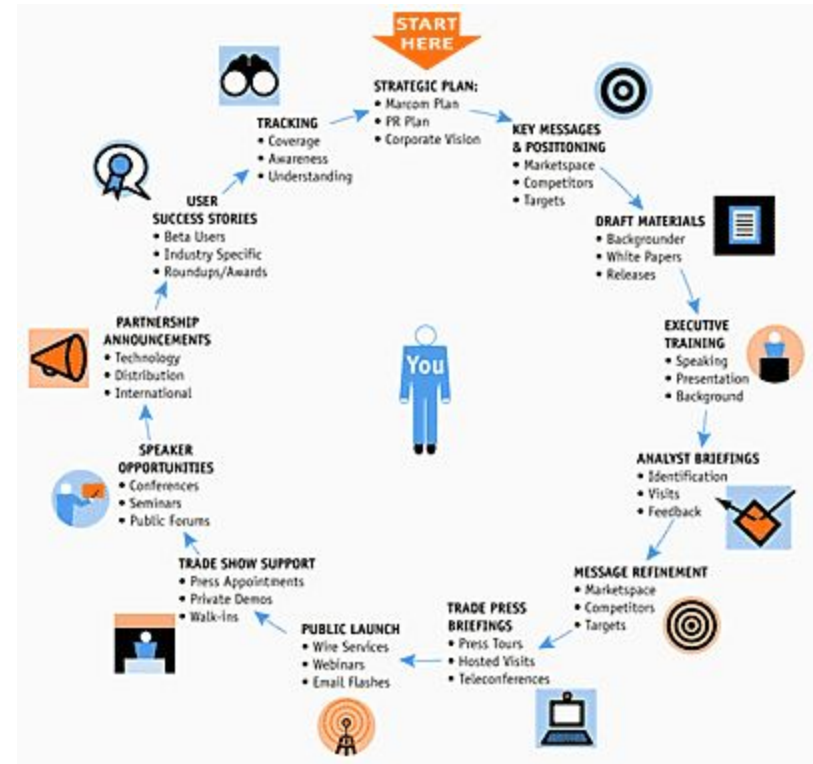 START
HERE
STRATEGIC PLAN:
• Marcom Plan
• PR Plan
• Corporate Vision
KEY MESSAGES
& POSITIONING
• Marketspace
• Competitors
• Targets
DRAFT MATERIALS
• Backgrounder
• White Papers
• Releases
EXECUTIVE
TRAINING
• Speaking
• Presentation
• Background
ANALYST BRIEFINGS
• Identification
• Visits
• Feedback
MESSAGE REFINEMENT
• Marketspace
• Competitors
• Targets
TRADE PRESS
BRIEFINGS
• Press Tours
• Hosted Visits
• Teleconferences
PUBLIC LAUNCH
• Wire Services
• Webinars
• Email Flashes
TRADE SHOW SUPPORT
• Press Appointments
• Private Demos
• Walk-ins
SPEAKER
OPPORTUNITIES
• Conferences
• Seminars
• Public Forums
PARTNERSHIP
ANNOUNCEMENTS
• Technology
• Distribution
• International
USER
SUCCESS STORIES
• Beta Users
• Industry Specific
• Roundups/Awards
TRACKING
• Coverage
• Awareness
• Understanding
You